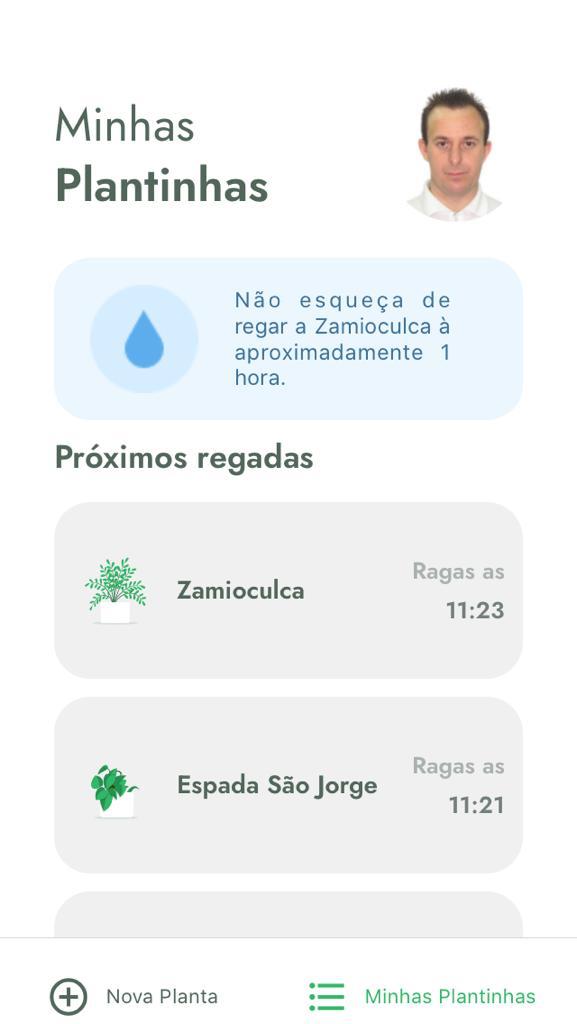 Minhas
Plantinhas
Não esqueça de
regar a Zamioculca à
aproximadamente 1
hora.
Próximos regadas
Zamioculca
Ragas as
11:23
Espada São Jorge
Ragas as
11:21
Nova Planta
Minhas Plantinhas